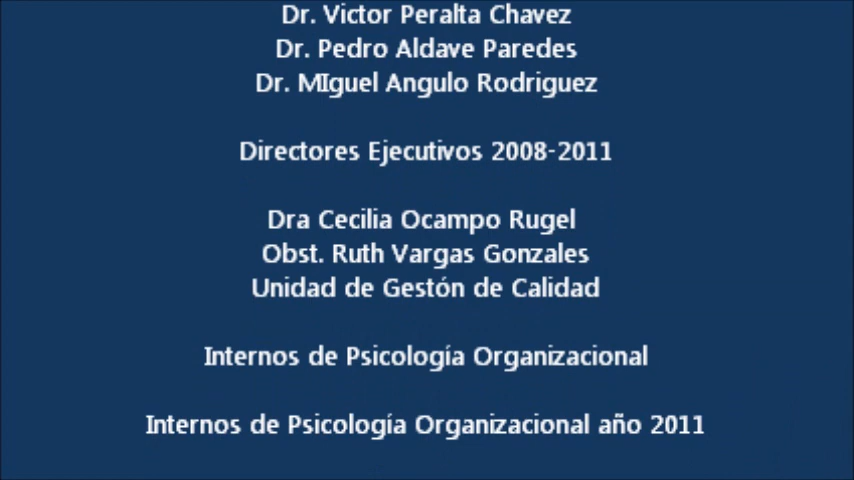 Dr. Victor Peralta Chavez
Dr. Pedro Aldave Paredes
Dr. MIguel Angulo Rodriguez
Directores Ejecutivos 2008-2011
Dra Cecilia Ocampo Rugel
Obst. Ruth Vargas Gonzales
Unidad de Gestón de Calidad
Internos de Psicología Organizacional
Internos de Psicología Organizacional año 2011